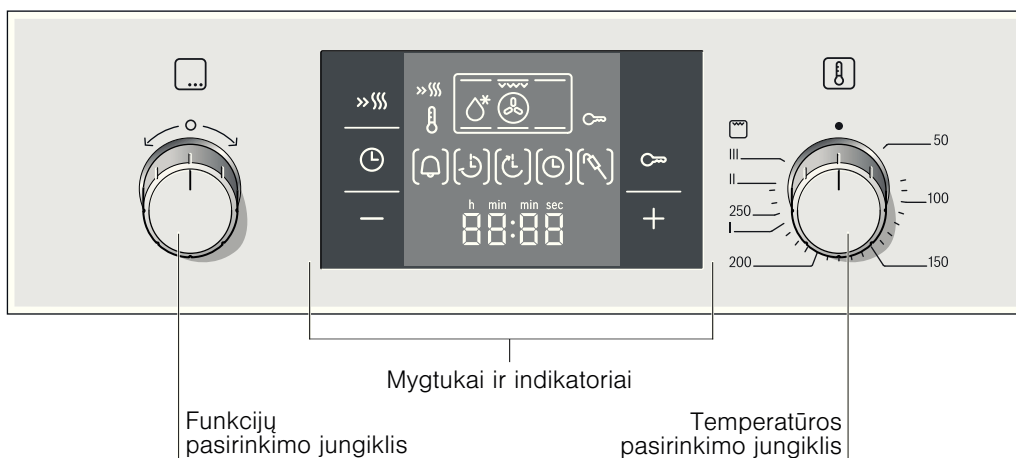 h min min sec
88:88
50
III
II
100
250
I
200
150
Mygtukai ir indikatoriai
Funkcijų
pasirinkimo jungiklis
Temperatūros
pasirinkimo jungiklis